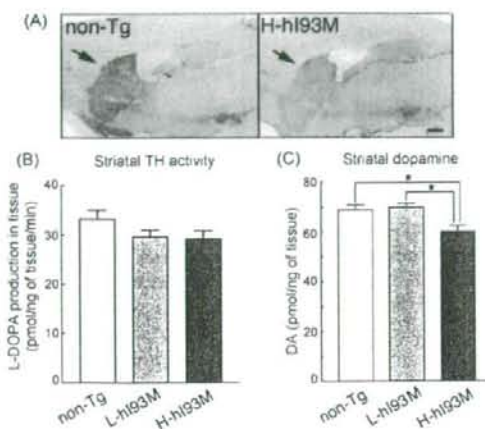 (A)
non-Tg
H-hI93M
(B)
Striatal TH activity
L-DOPA production in tissue
(pmol/ng of tissue/min)
40
30
20
10
0
non-Tg
L-hI93M
H-hI93M
(C)
Striatal dopamine
*
*
DA (pmol/ng of tissue)
80
60
40
20
0
non-Tg
L-hI93M
H-hI93M